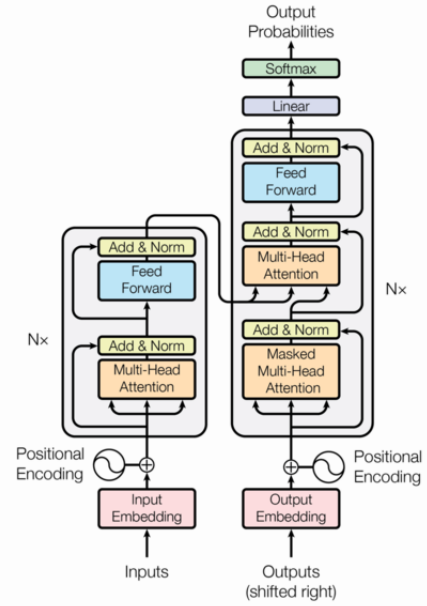 Output
Probabilities
Softmax
Linear
Add & Norm
Feed
Forward
Add & Norm
Multi-Head
Attention
Add & Norm
Masked
Multi-Head
Attention
Nx
Positional
Encoding
Output
Embedding
Outputs
(shifted right)
Add & Norm
Feed
Forward
Add & Norm
Multi-Head
Attention
Nx
Positional
Encoding
Input
Embedding
Inputs